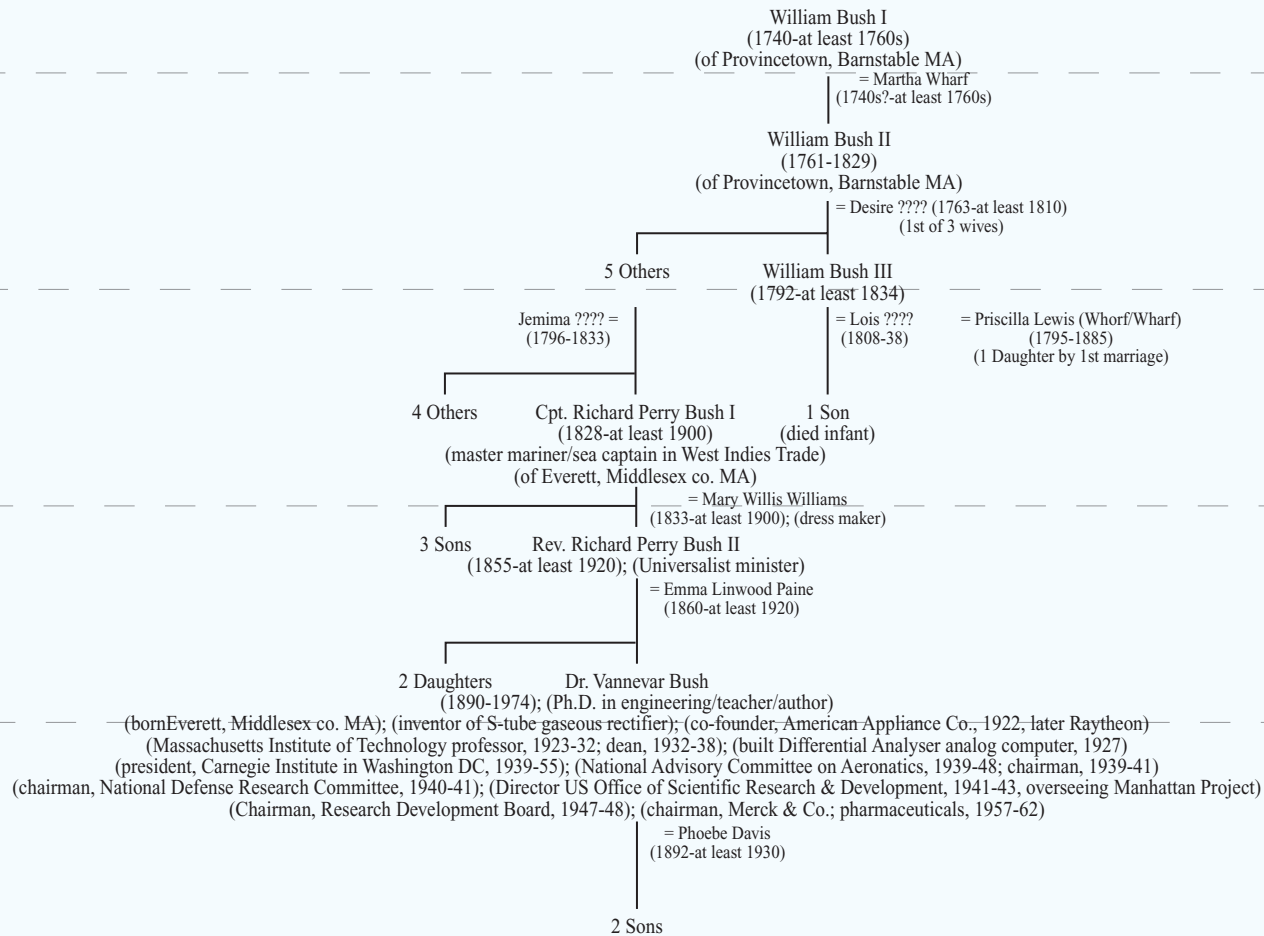 William Bush I
(1740-at least 1760s)
(of Provincetown, Barnstable MA)
= Martha Wharf
(1740s?-at least 1760s)
William Bush II
(1761-1829)
(of Provincetown, Barnstable MA)
= Desire ???? (1763-at least 1810)
(1st of 3 wives)
5 Others
William Bush III
(1792-at least 1834)
Jemima ???? =
(1796-1833)
= Lois ????
(1808-38)
= Priscilla Lewis (Whorf/Wharf)
(1795-1885)
(1 Daughter by 1st marriage)
4 Others
Cpt. Richard Perry Bush I
(1828-at least 1900)
(master mariner/sea captain in West Indies Trade)
(of Everett, Middlesex co. MA)
1 Son
(died infant)
= Mary Willis Williams
(1833-at least 1900); (dress maker)
3 Sons
Rev. Richard Perry Bush II
(1855-at least 1920); (Universalist minister)
= Emma Linwood Paine
(1860-at least 1920)
2 Daughters
Dr. Vannevar Bush
(1890-1974); (Ph.D. in engineering/teacher/author)
(bornEverett, Middlesex co. MA); (inventor of S-tube gaseous rectifier); (co-founder, American Appliance Co., 1922, later Raytheon)
(Massachusetts Institute of Technology professor, 1923-32; dean, 1932-38); (built Differential Analyser analog computer, 1927)
(president, Carnegie Institute in Washington DC, 1939-55); (National Advisory Committee on Aeronatics, 1939-48; chairman, 1939-41)
(chairman, National Defense Research Committee, 1940-41); (Director US Office of Scientific Research & Development, 1941-43, overseeing Manhattan Project)
(Chairman, Research Development Board, 1947-48); (chairman, Merck & Co.; pharmaceuticals, 1957-62)
= Phoebe Davis
(1892-at least 1930)
2 Sons